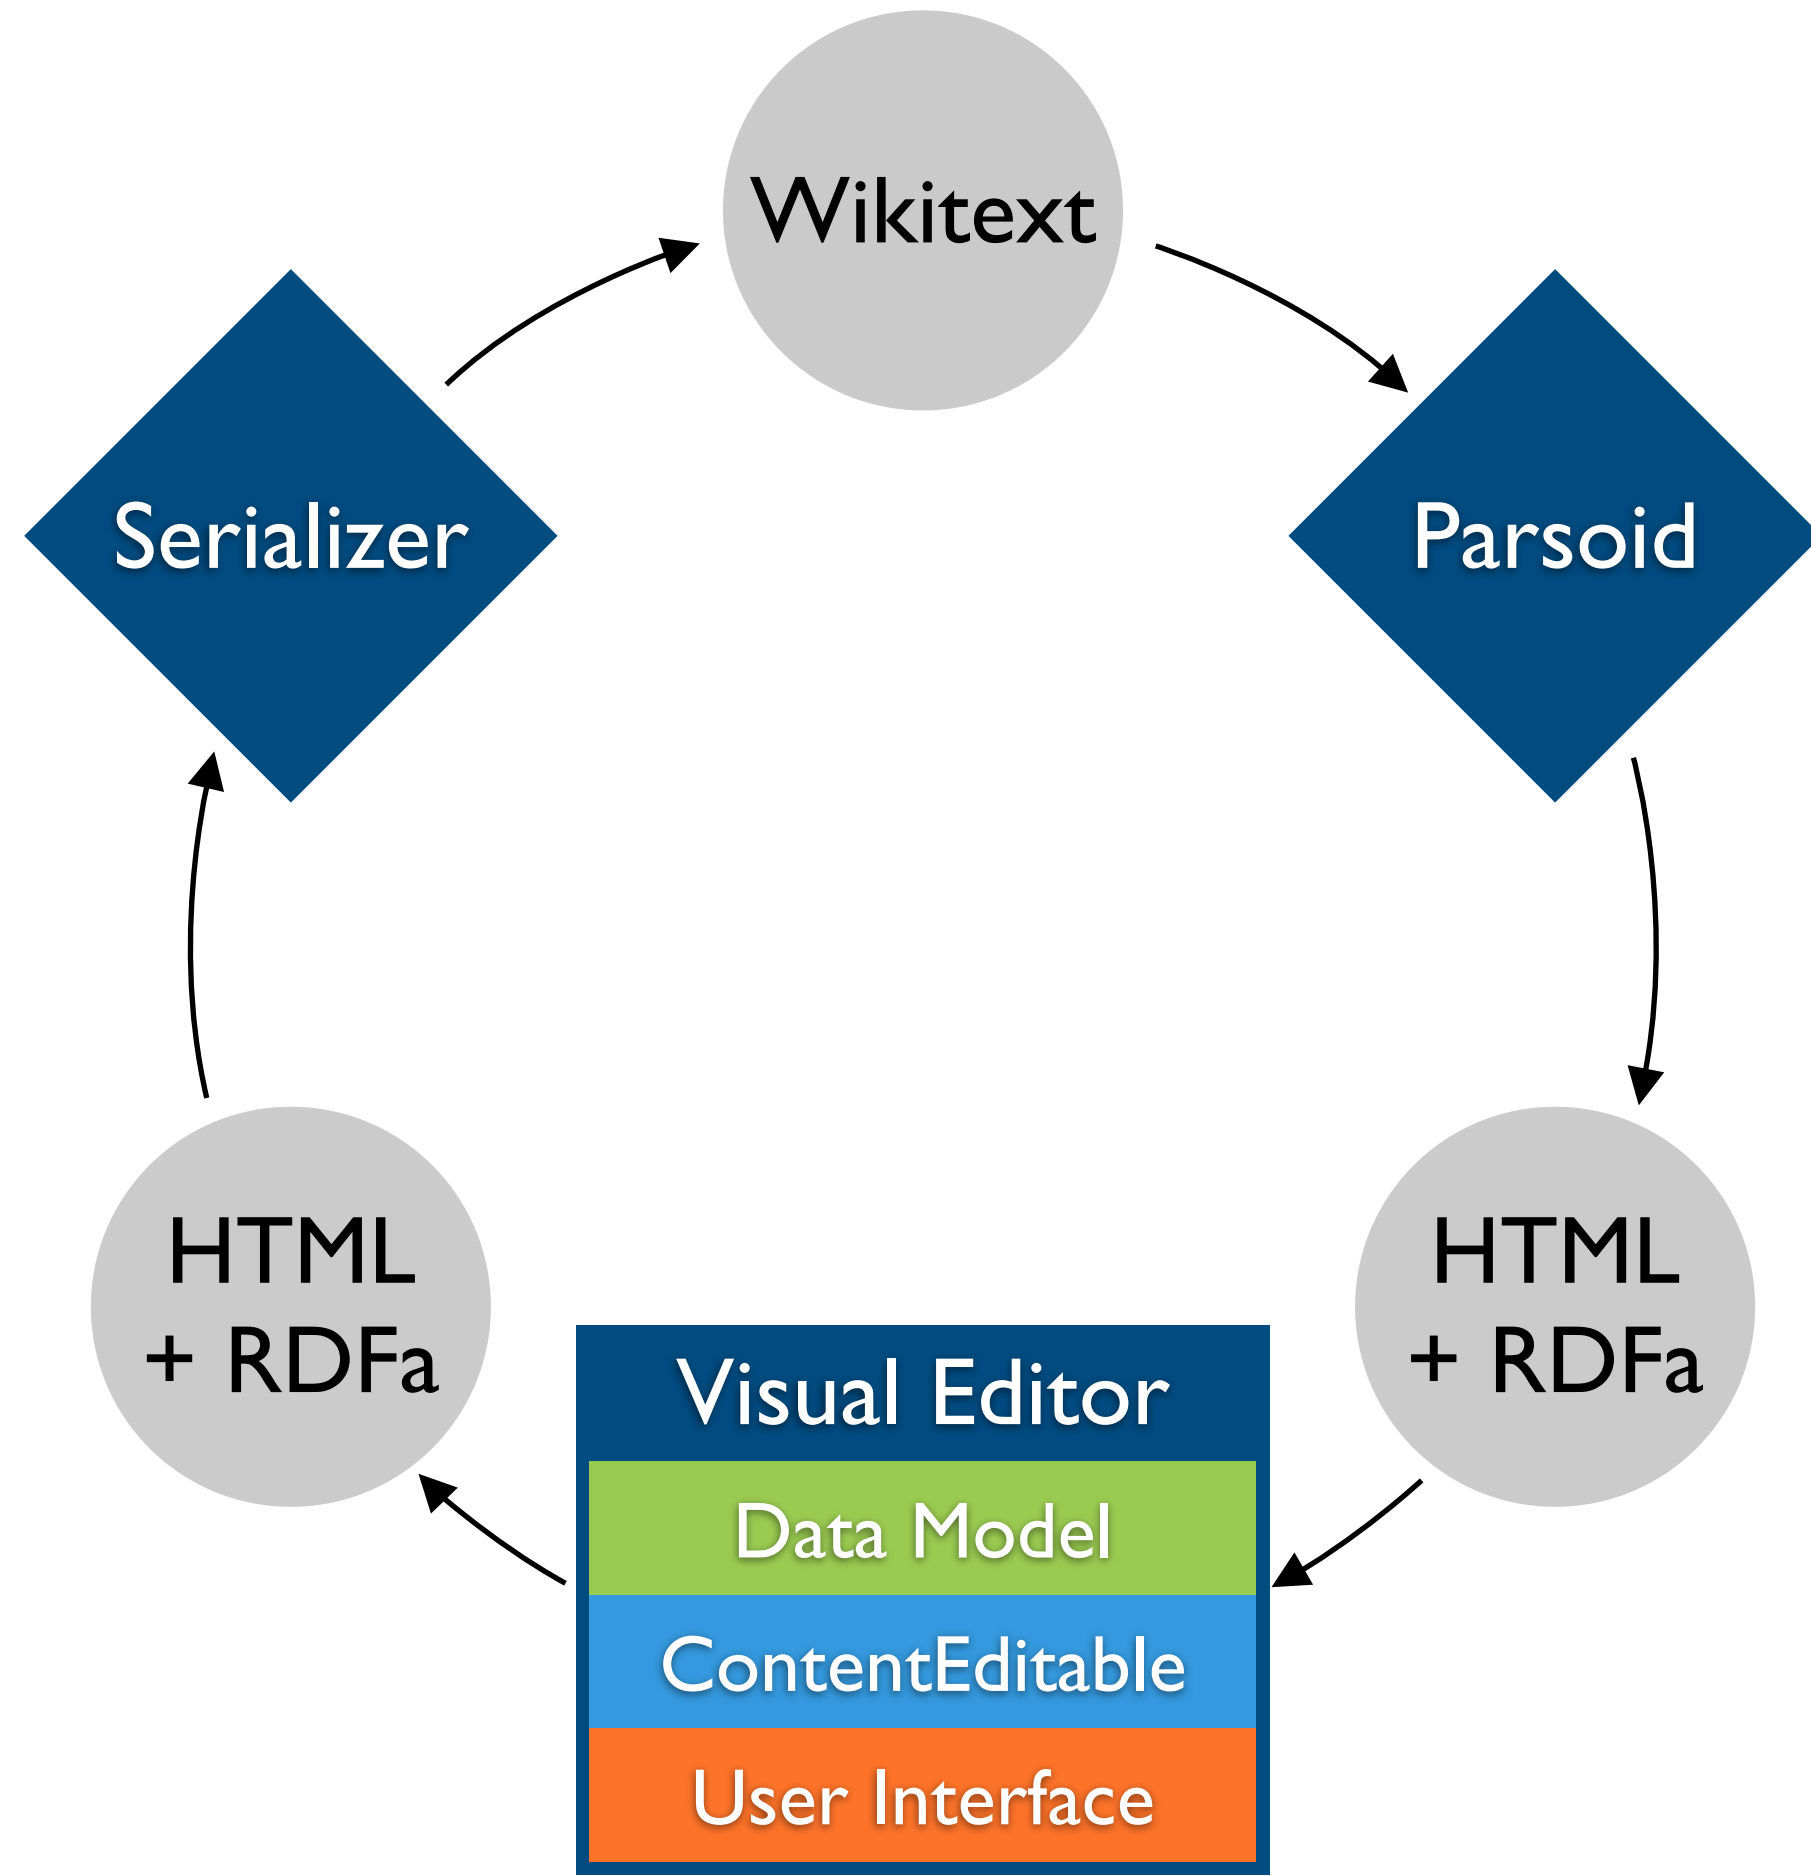 Wikitext
Serializer
Parsoid
HTML
+ RDFa
HTML
+ RDFa
Visual Editor
Data Model
ContentEditable
User Interface